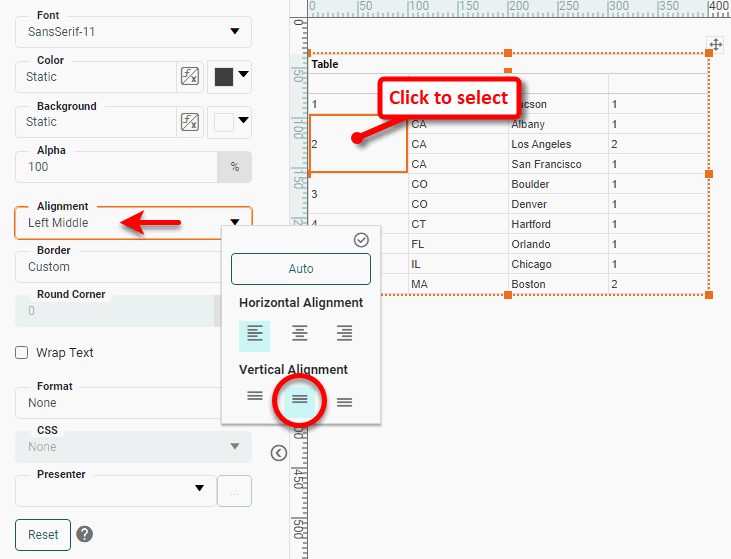 Font
SansSerif-11
Color
Static
Background
Static
Alpha
100 %
Alignment
Left Middle
Border
Custom
Round Corner
0
Wrap Text
Format
None
CSS
None
Presenter
...
Reset
Auto
Horizontal Alignment
Vertical Alignment
0 50 100 150 200 250 300 350 400
0
50
100
150
450
500
Table
Click to select
1 1
CA Albany 1
2 CA Los Angeles 2
CA San Francisco 1
CO Boulder 1
3
CO Denver 1
4 CT Hartford 1
FL Orlando 1
IL Chicago 1
MA Boston 2